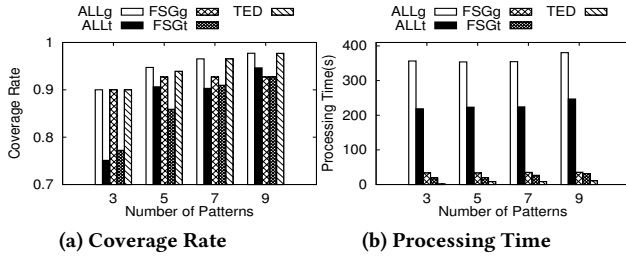 ALLg FSGg TED
ALLt FSGt
Coverage Rate
1
0.9
0.8
0.7
3 5 7 9
Number of Patterns
(a) Coverage Rate
ALLg FSGg TED
ALLt FSGt
Processing Time(s)
400
300
200
100
0
3 5 7 9
Number of Patterns
(b) Processing Time